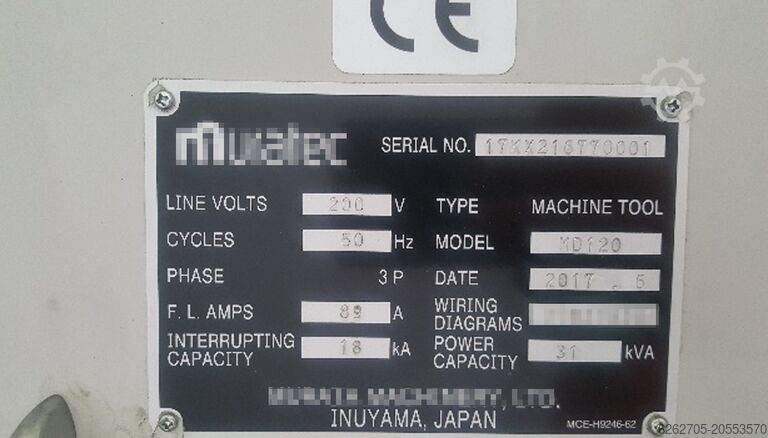 CE
muratec
SERIAL NO. 17KX216770001
LINE VOLTS 200 V TYPE MACHINE TOOL
CYCLES 50 Hz MODEL MD120
PHASE 3 P DATE 2017 . 5
F. L. AMPS 89 A WIRING DIAGRAMS
INTERRUPTING CAPACITY 18 kA POWER CAPACITY 31 kVA
MURATA MACHINERY, LTD.
INUYAMA, JAPAN
MCE-H9246-62
6262705-20553570